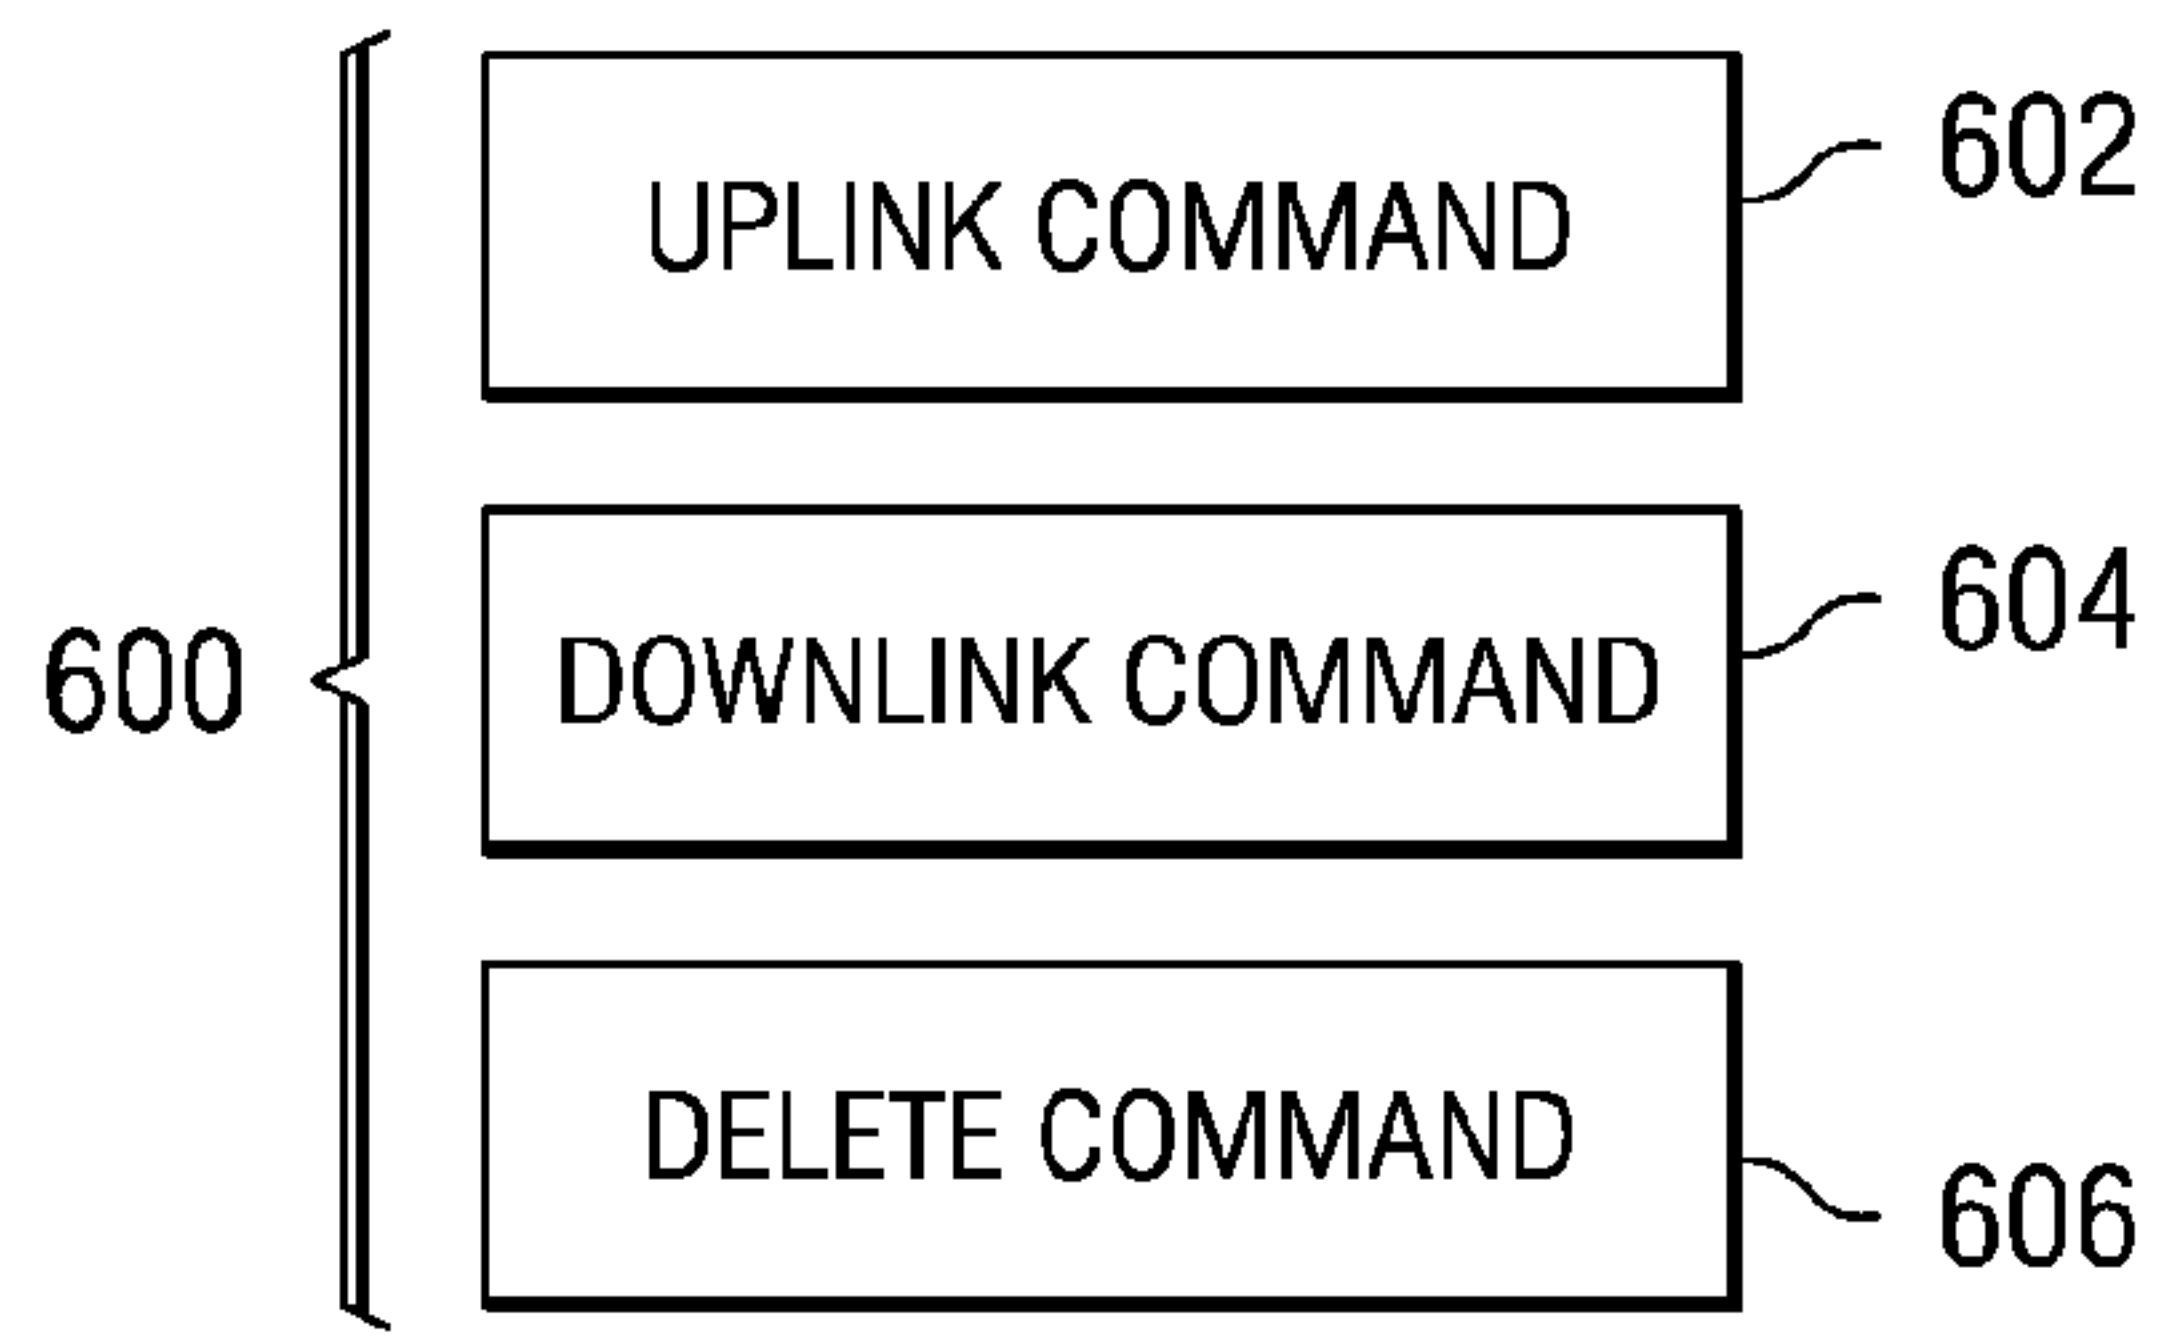 UPLINK COMMAND
602
600
DOWNLINK COMMAND
604
DELETE COMMAND
606